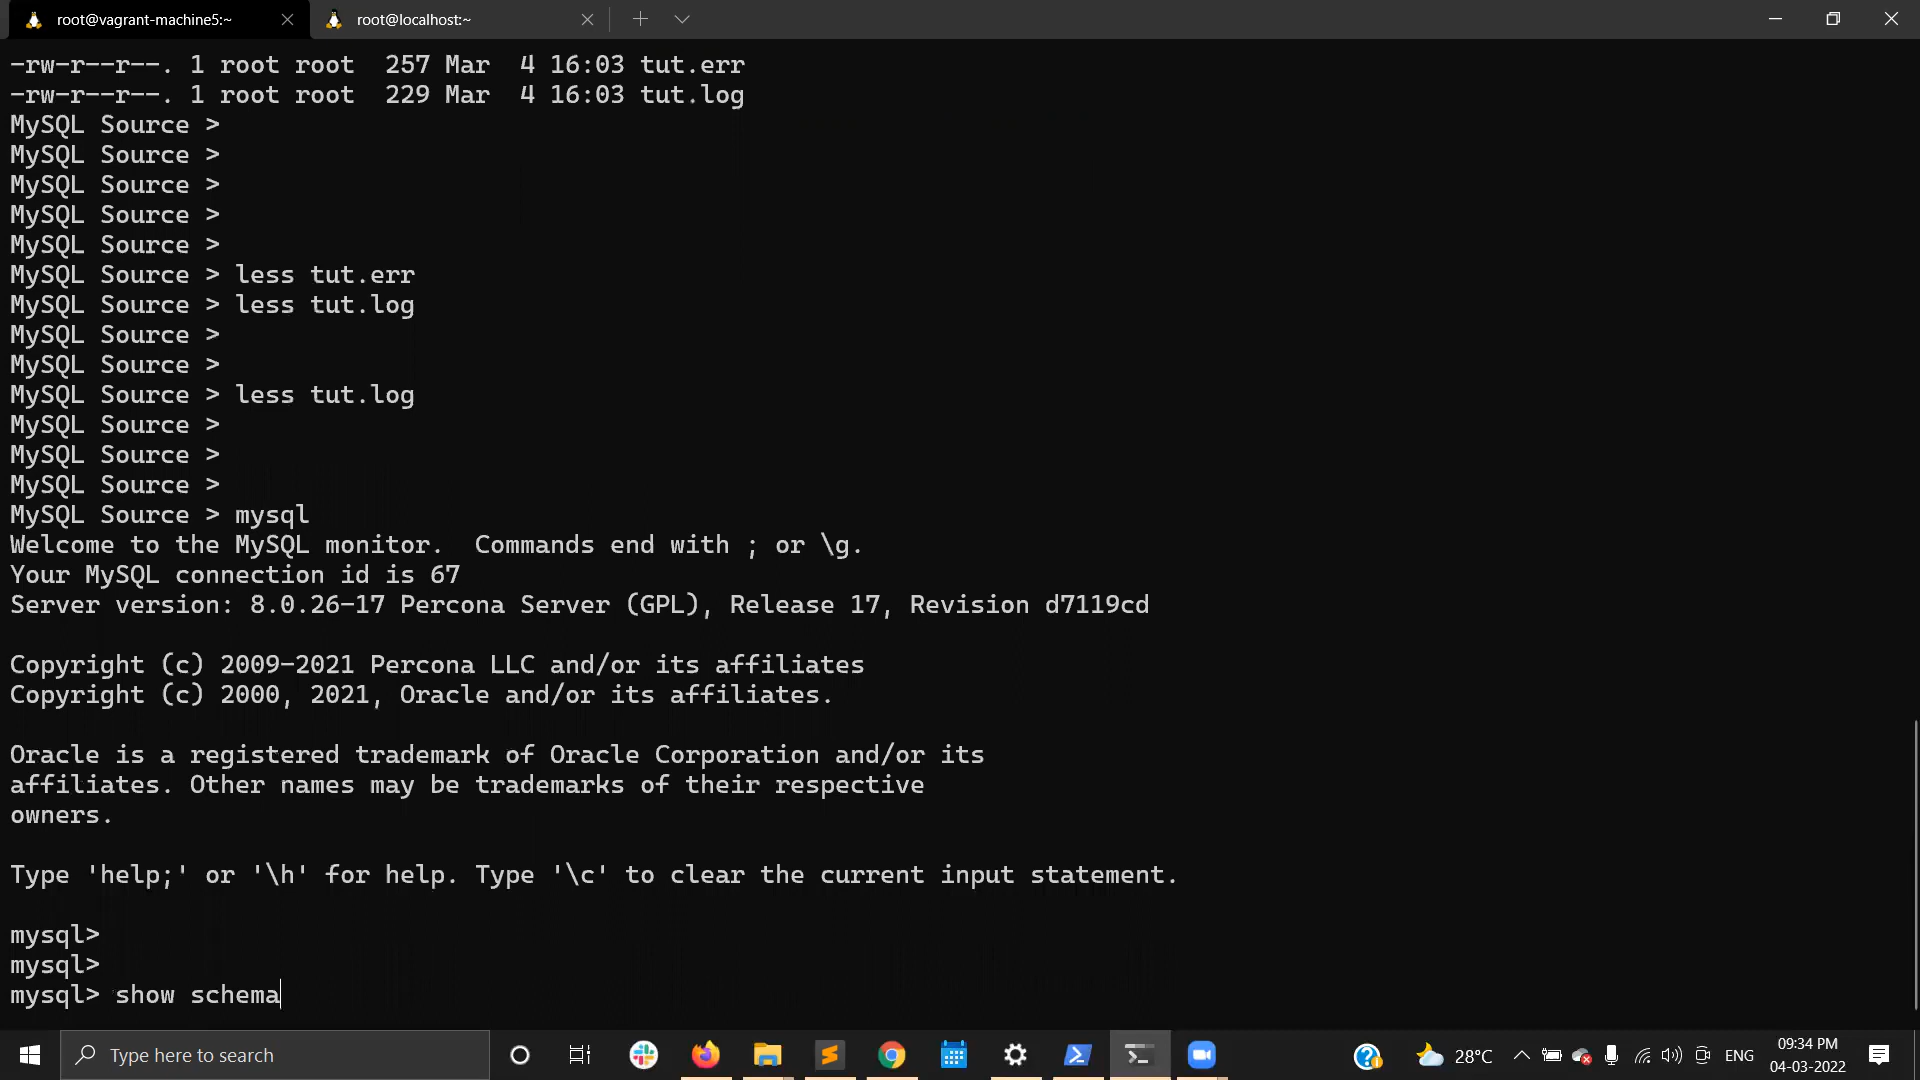 root@vagrant-machine5:~
root@localhost:~
-rw-r--r--. 1 root root  257 Mar  4 16:03 tut.err
-rw-r--r--. 1 root root  229 Mar  4 16:03 tut.log
MySQL Source >
MySQL Source >
MySQL Source >
MySQL Source >
MySQL Source >
MySQL Source > less tut.err
MySQL Source > less tut.log
MySQL Source >
MySQL Source >
MySQL Source > less tut.log
MySQL Source >
MySQL Source >
MySQL Source >
MySQL Source > mysql
Welcome to the MySQL monitor.  Commands end with ; or \g.
Your MySQL connection id is 67
Server version: 8.0.26-17 Percona Server (GPL), Release 17, Revision d7119cd
Copyright (c) 2009-2021 Percona LLC and/or its affiliates
Copyright (c) 2000, 2021, Oracle and/or its affiliates.
Oracle is a registered trademark of Oracle Corporation and/or its
affiliates. Other names may be trademarks of their respective
owners.
Type 'help;' or '\h' for help. Type '\c' to clear the current input statement.
mysql>
mysql>
mysql> show schema
Type here to search
28°C
ENG
09:34 PM
04-03-2022